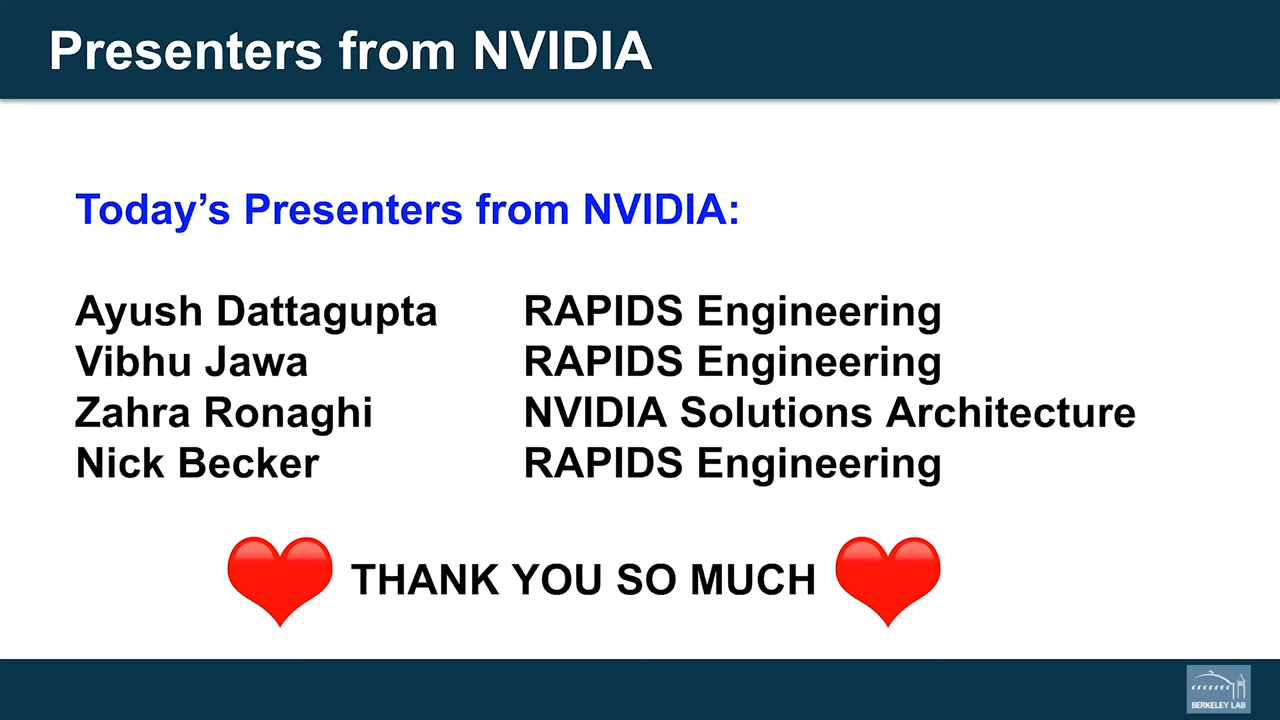 Presenters from NVIDIA
Today’s Presenters from NVIDIA:
Ayush Dattagupta RAPIDS Engineering
Vibhu Jawa RAPIDS Engineering
Zahra Ronaghi NVIDIA Solutions Architecture
Nick Becker RAPIDS Engineering
THANK YOU SO MUCH
BERKELEY LAB